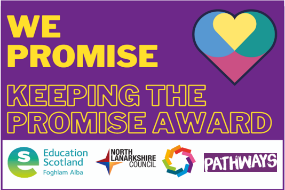 WE
PROMISE
KEEPING THE
PROMISE AWARD
Education
Scotland
Foghlam Alba
NORTH
LANARKSHIRE
COUNCIL
PATHWAYS